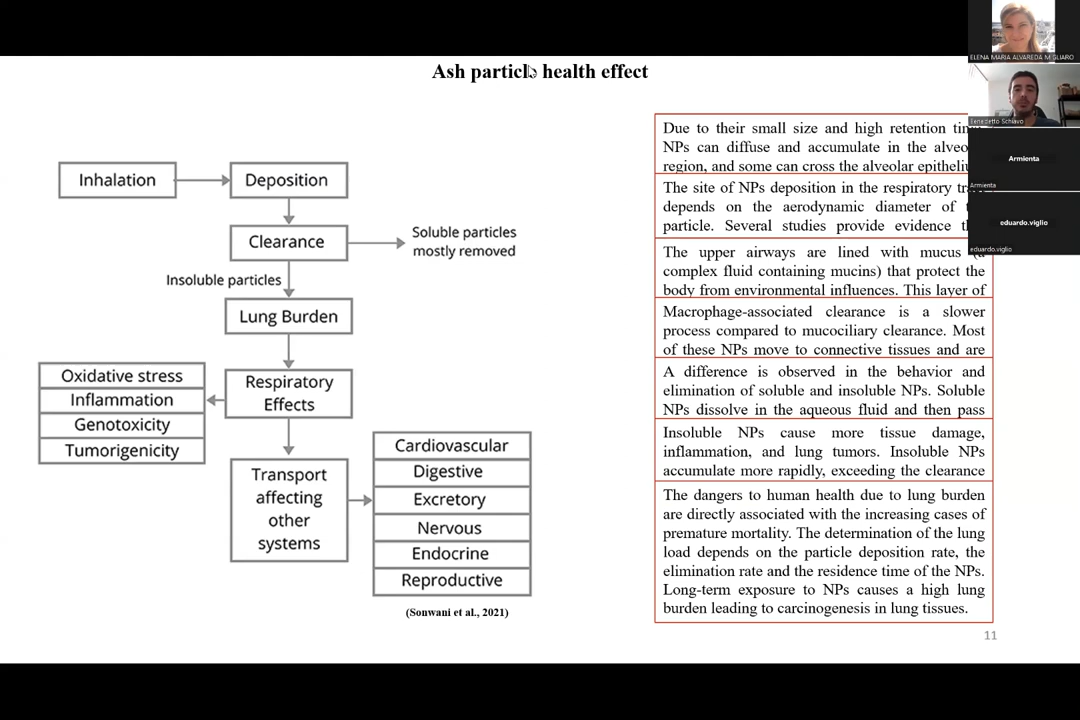 Ash particle health effect
Inhalation
Deposition
Clearance
Soluble particles
mostly removed
Insoluble particles
Lung Burden
Respiratory
Effects
Oxidative stress
Inflammation
Genotoxicity
Tumorigenicity
Transport
affecting
other
systems
Cardiovascular
Digestive
Excretory
Nervous
Endocrine
Reproductive
(Sonwani et al., 2021)
Due to their small size and high retention
NPs can diffuse and accumulate in the
region, and some can cross the alveolar
The site of NPs deposition in the respiratory
depends on the aerodynamic diameter of
particle. Several studies provide evidence
The upper airways are lined with mucus (a
complex fluid containing mucins) that protect the
body from environmental influences. This layer of
Macrophage-associated clearance is a slower
process compared to mucociliary clearance. Most
of these NPs move to connective tissues and are
A difference is observed in the behavior and
elimination of soluble and insoluble NPs. Soluble
NPs dissolve in the aqueous fluid and then pass
Insoluble NPs cause more tissue damage,
inflammation, and lung tumors. Insoluble NPs
accumulate more rapidly, exceeding the clearance
The dangers to human health due to lung burden
are directly associated with the increasing cases of
premature mortality. The determination of the lung
load depends on the particle deposition rate, the
elimination rate and the residence time of the NPs.
Long-term exposure to NPs causes a high lung
burden leading to carcinogenesis in lung tissues.
11
ELENA MARIA ALVAREDA MIGLIARO
Benedetto Schiavo
Armienta
Armienta
eduardo.viglio
eduardo.viglio